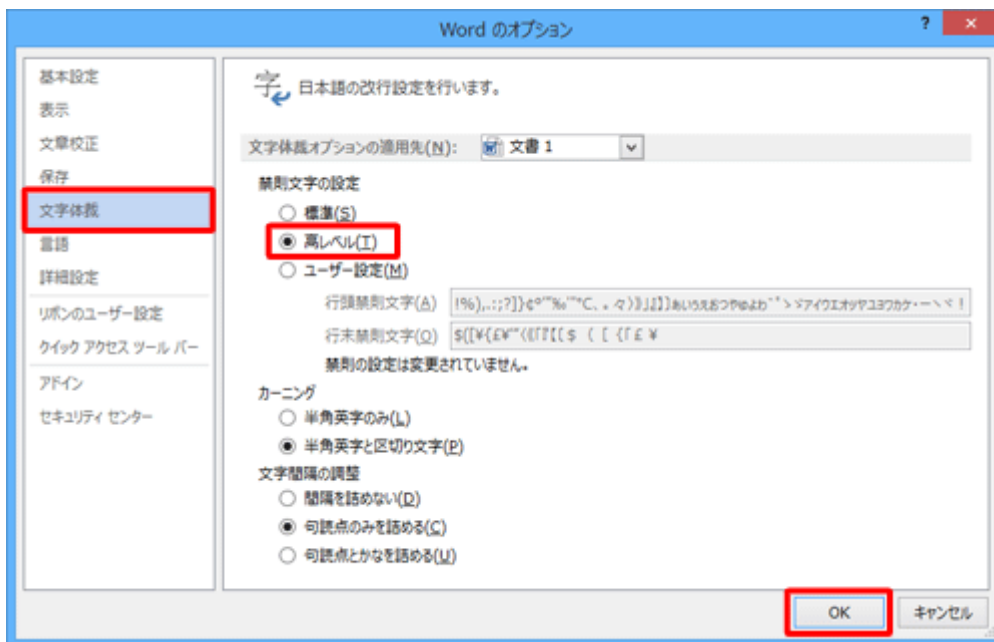 Word のオプション
?
基本設定
表示
文章校正
保存
文字体裁
言語
詳細設定
リボンのユーザー設定
クイック アクセス ツール バー
アドイン
セキュリティ センター
日本語の改行設定を行います。
文字体裁オプションの適用先(N): 文書 1
禁則文字の設定
標準(S)
高レベル(T)
ユーザー設定(M)
行頭禁則文字(A)
行末禁則文字(O)
禁則の設定は変更されていません。
カーニング
半角英字のみ(L)
半角英字と区切り文字(P)
文字間隔の調整
間隔を詰めない(D)
句読点のみを詰める(C)
句読点とかなを詰める(U)
OK キャンセル